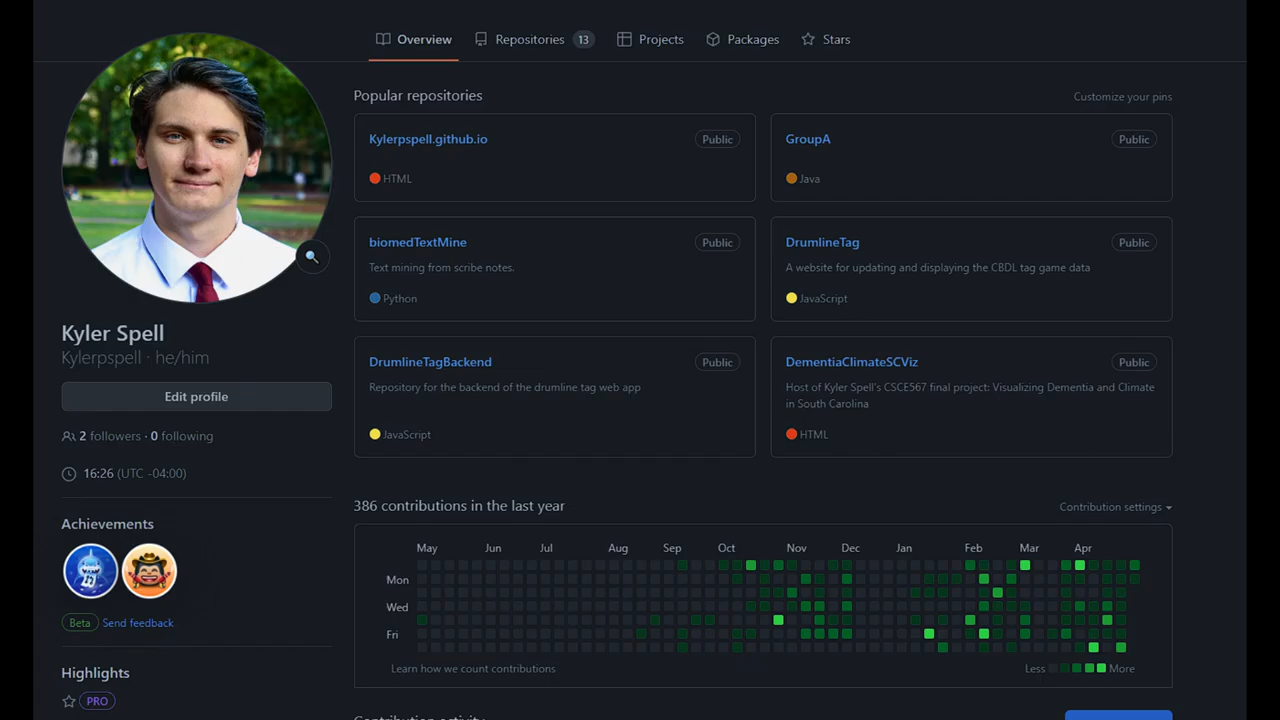 Overview
Repositories 13
Projects
Packages
Stars
Popular repositories
Customize your pins
Kylerpspell.github.io
Public
HTML
GroupA
Public
Java
biomedTextMine
Public
Text mining from scribe notes.
Python
DrumlineTag
Public
A website for updating and displaying the CBDL tag game data
JavaScript
DrumlineTagBackend
Public
Repository for the backend of the drumline tag web app
JavaScript
DementiaClimateSCViz
Public
Host of Kyler Spell's CSCE567 final project: Visualizing Dementia and Climate
in South Carolina
HTML
Kyler Spell
Kylerpspell · he/him
Edit profile
2 followers · 0 following
16:26 (UTC -04:00)
Achievements
Beta Send feedback
Highlights
PRO
386 contributions in the last year
Contribution settings
May Jun Jul Aug Sep Oct Nov Dec Jan Feb Mar Apr
Mon
Wed
Fri
Learn how we count contributions
Less More
Contribution activity